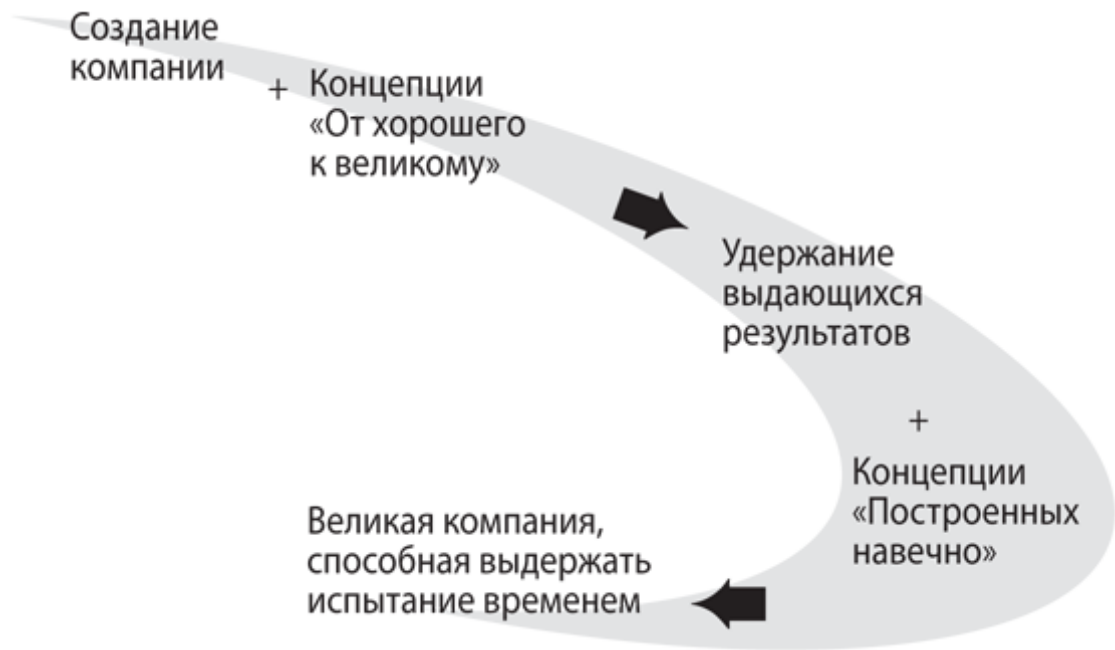 Создание
компании
+ Концепции
«От хорошего
к великому»
Удержание
выдающихся
результатов
+
Концепции
«Построенных
навечно»
Великая компания,
способная выдержать
испытание временем